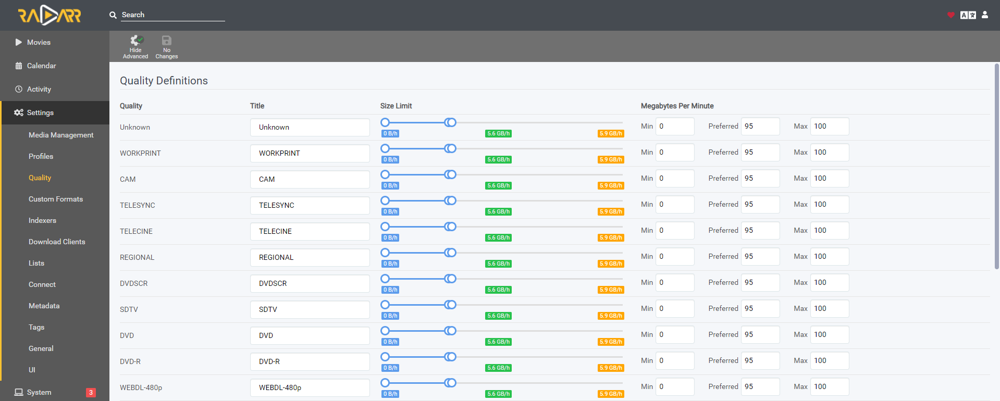 RADARR
Search
Movies
Calendar
Activity
Settings
Media Management
Profiles
Quality
Custom Formats
Indexers
Download Clients
Lists
Connect
Metadata
Tags
General
UI
System 3
Hide
Advanced
No
Changes
Quality Definitions
Quality Title Size Limit Megabytes Per Minute
Unknown Unknown 0 B/h 5.6 GB/h 5.9 GB/h Min 0 Preferred 95 Max 100
WORKPRINT WORKPRINT 0 B/h 5.6 GB/h 5.9 GB/h Min 0 Preferred 95 Max 100
CAM CAM 0 B/h 5.6 GB/h 5.9 GB/h Min 0 Preferred 95 Max 100
TELESYNC TELESYNC 0 B/h 5.6 GB/h 5.9 GB/h Min 0 Preferred 95 Max 100
TELECINE TELECINE 0 B/h 5.6 GB/h 5.9 GB/h Min 0 Preferred 95 Max 100
REGIONAL REGIONAL 0 B/h 5.6 GB/h 5.9 GB/h Min 0 Preferred 95 Max 100
DVDSCR DVDSCR 0 B/h 5.6 GB/h 5.9 GB/h Min 0 Preferred 95 Max 100
SDTV SDTV 0 B/h 5.6 GB/h 5.9 GB/h Min 0 Preferred 95 Max 100
DVD DVD 0 B/h 5.6 GB/h 5.9 GB/h Min 0 Preferred 95 Max 100
DVD-R DVD-R 0 B/h 5.6 GB/h 5.9 GB/h Min 0 Preferred 95 Max 100
WEBDL-480p WEBDL-480p 0 B/h 5.6 GB/h 5.9 GB/h Min 0 Preferred 95 Max 100